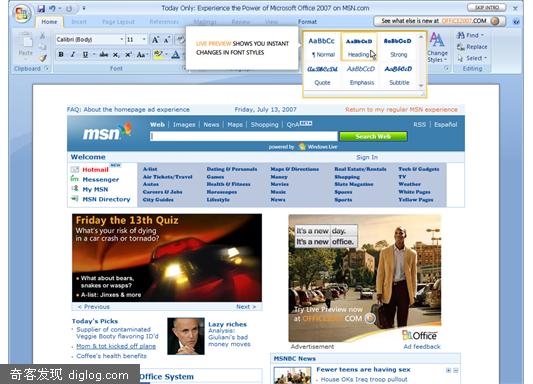 Today Only: Experience the Power of Microsoft Office 2007 on MSN.com
SKIP INTRO
Home Insert Page Layout References Mailings Review View Format
See what else is new at OFFICE2007.COM
Paste
Calibri (Body) 11
Clipboard Font
LIVE PREVIEW SHOWS YOU INSTANT
CHANGES IN FONT STYLES
AaBbCc AaBbCcD AaBbCcD
¶ Normal Heading Strong
AaBbCcDd AaBbCcD AaBbCcD
Quote Emphasis Subtitle
Change
Styles
Find
Replace
Select
Editing
FAQ: About the homepage ad experience Friday, July 13, 2007 Return to my regular MSN experience
msn
Web | Images | News | Maps | Shopping | QnA BETA
RSS | Español
Search Web
powered by Windows Live
Welcome Sign In
Hotmail NEW
Messenger
My MSN
MSN Directory
A-list Dating & Personals Maps & Directions Real Estate/Rentals Tech & Gadgets
Air Tickets/Travel Games Money Shopping TV
Autos Health & Fitness Movies Slate Magazine Weather
Careers & Jobs Horoscopes Music Spaces White Pages
City Guides Lifestyle News Sports Yellow Pages
Friday the 13th Quiz
What's your risk of dying
in a car crash or tornado?
• What about bears,
snakes or wasps?
• A-list: Jinxes & more
< Previous Next >
It's a new day.
It's a new office.
Try Live Preview now
at OFFICE2007.COM
Office
Advertisement Ad feedback
Today's Picks
Supplier of contaminated
Veggie Booty flavoring ID'd
Mom & tot kicked off plane
Coffee's health benefits
Lazy riches
Analysis:
Giuliani's bad
money moves
MSNBC News
Fewer teens are having sex
House OKs Iraq troop pullout
Office System
奇客发现 diglog.com